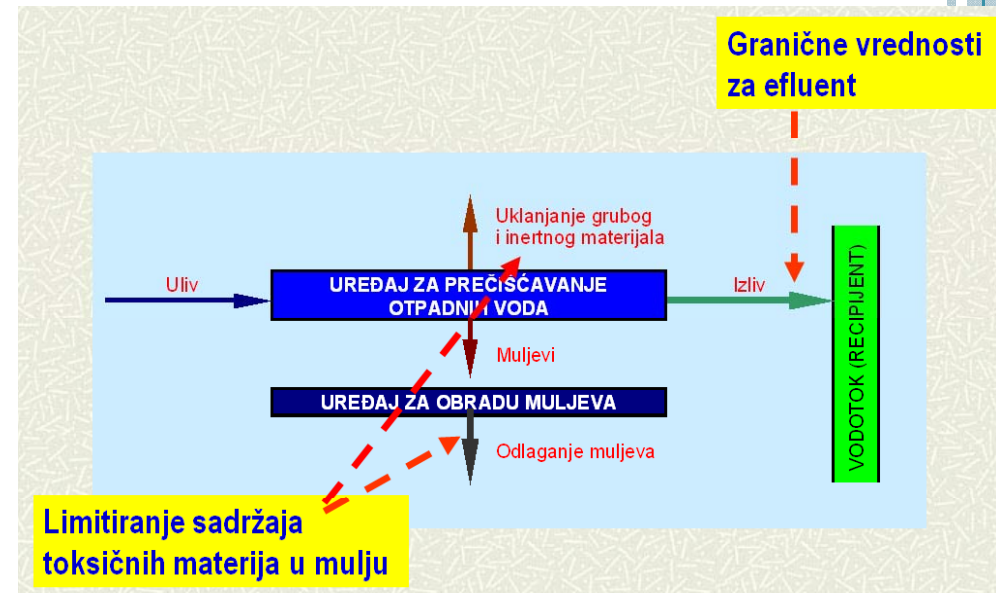 Granične vrednosti
za efluent
Uklanjanje grubog
i inertnog materijala
Uliv
UREĐAJ ZA PREČIŠĆAVANJE
OTPADNIH VODA
Izliv
VODOTOK (RECIPIJENT)
Muljevi
UREĐAJ ZA OBRADU MULJEVA
Odlaganje muljeva
Limitiranje sadržaja
toksičnih materija u mulju